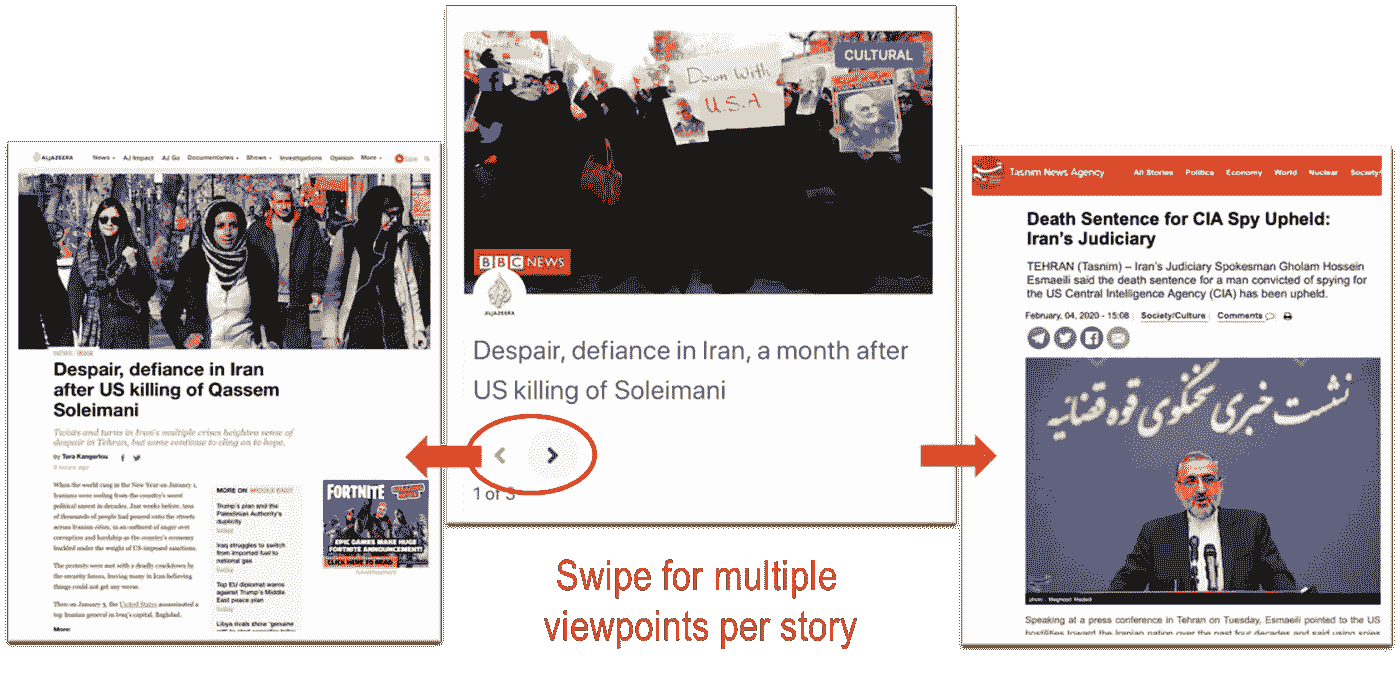 ALJAZEERA
News
AJ Impact
AJ Go
Documentaries
Shows
Investigations
Opinion
More
Despair, defiance in Iran
after US killing of Qassem
Soleimani
Twists and turns in Iran's multiple crises heighten sense of
despair in Tehran, but some continue to cling on to hope.
by Tara Kangarlou
6 hours ago
When the world rang in the New Year on January 1,
Iranians were reeling from the country's worst
political unrest in decades. Just weeks before, tens
of thousands of people had poured onto the streets
across Iranian cities, in an outburst of anger over
corruption and hardship as the country's economy
buckled under the weight of US-imposed sanctions.
The protests were met with a deadly crackdown by
the security forces, leaving many in Iran believing
things could not get any worse.
Then on January 3, the United States assassinated a
top Iranian general in Iraq's capital, Baghdad.
More:
MORE ON MIDDLE EAST
Trump's plan and the
Palestinian Authority's
duplicity
today
Iraq struggles to switch
from imported fuel to
national gas
today
Top EU diplomat warns
against Trump's Middle
East peace plan
today
Libya rivals show 'genuine
FORTNITE
EPIC GAMES MAKE HUGE
FORTNITE ANNOUNCEMENT!
CLICK HERE TO READ
Advertisement
Down With
U.S.A
CULTURAL
BBC NEWS
ALJAZEERA
Despair, defiance in Iran, a month after
US killing of Soleimani
1 of 3
Swipe for multiple
viewpoints per story
Tasnim News Agency
All Stories
Politics
Economy
World
Nuclear
Society
Death Sentence for CIA Spy Upheld:
Iran's Judiciary
TEHRAN (Tasnim) – Iran's Judiciary Spokesman Gholam Hossein
Esmaeili said the death sentence for a man convicted of spying for
the US Central Intelligence Agency (CIA) has been upheld.
February, 04, 2020 - 15:08
Society/Culture
Comments
نشست خبری سخنگوی قوه قضائیه
Speaking at a press conference in Tehran on Tuesday, Esmaeili pointed to the US
hostilities toward the Iranian nation over the past four decades and said using spies